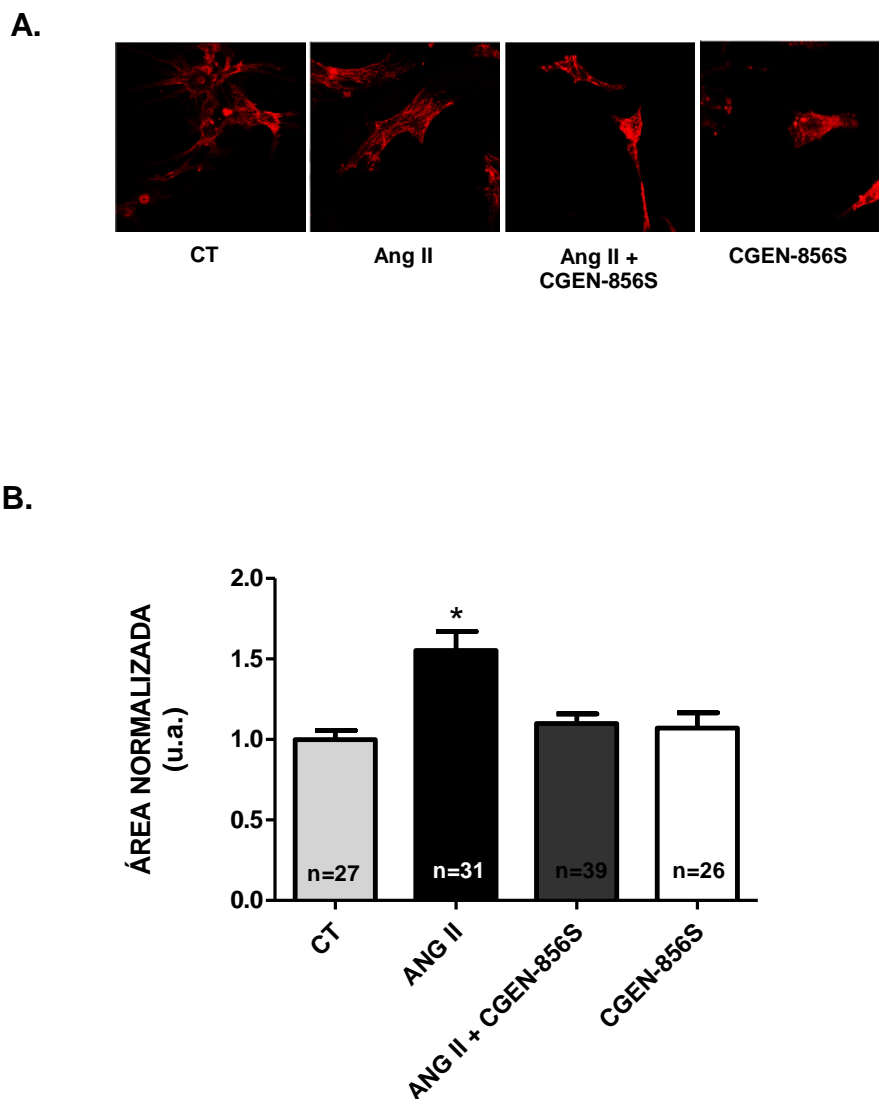 A.
CT
Ang II
Ang II +
CGEN-856S
CGEN-856S
B.
ÁREA NORMALIZADA
(u.a.)
2.0
1.5
1.0
0.5
0.0
*
n=27
n=31
n=39
n=26
CT
ANG II
ANG II + CGEN-856S
CGEN-856S